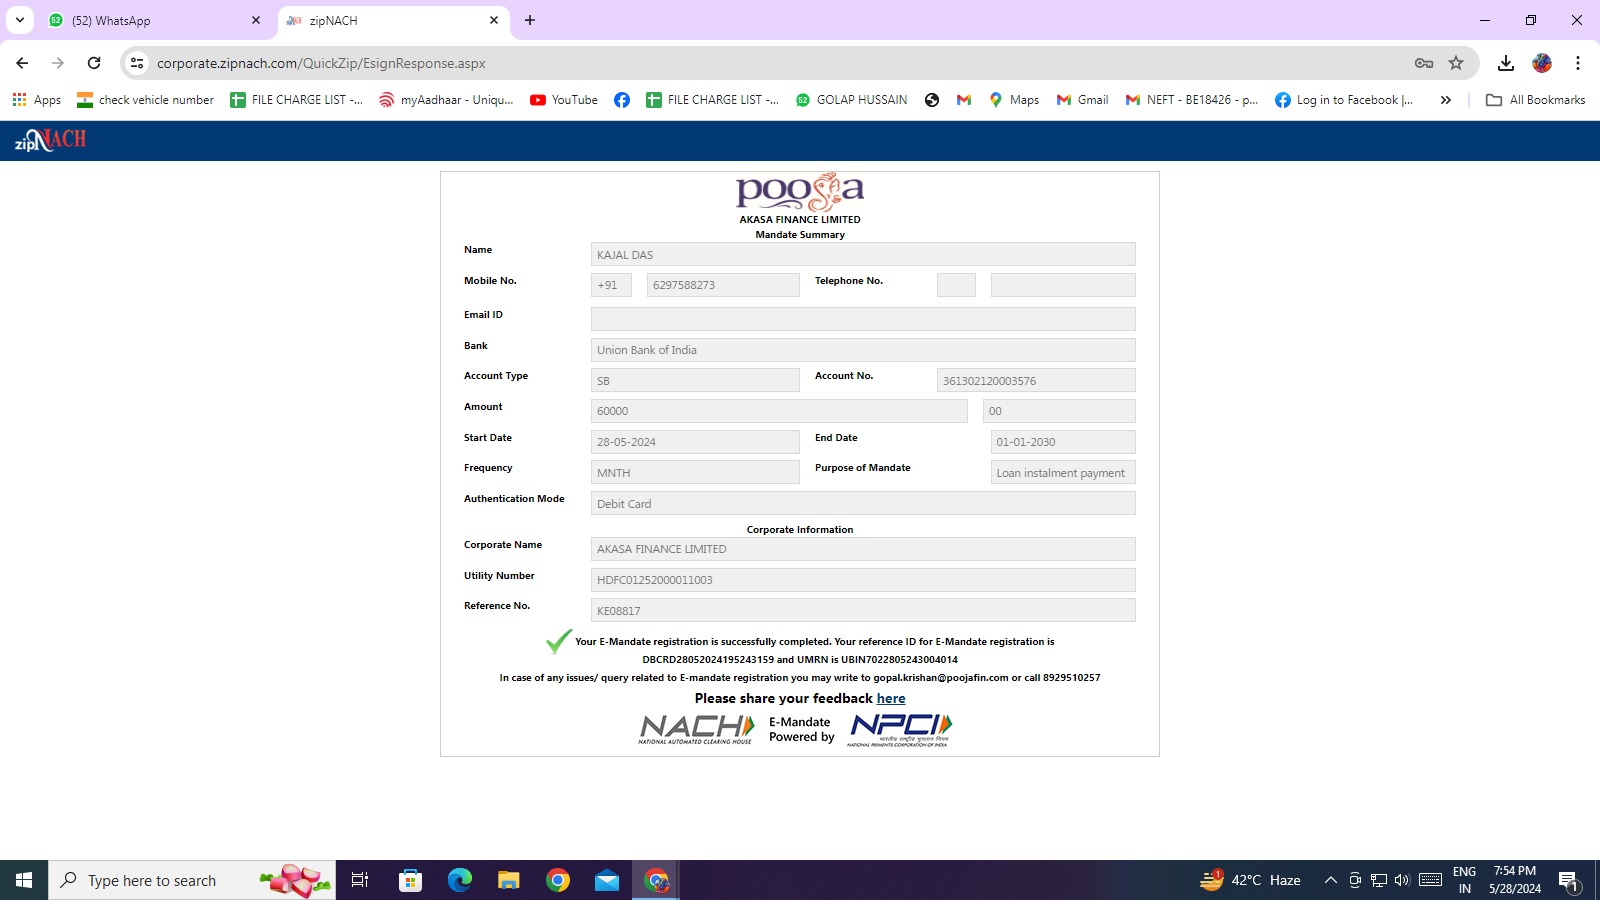 (52) WhatsApp
zipNACH
corporate.zipnach.com/QuickZip/EsignResponse.aspx
Apps check vehicle number FILE CHARGE LIST -... myAadhaar - Uniqu... YouTube FILE CHARGE LIST -... GOLAP HUSSAIN Maps Gmail NEFT - BE18426 - p... Log in to Facebook |... » All Bookmarks
zipNACH
pooja
AKASA FINANCE LIMITED
Mandate Summary
Name KAJAL DAS
Mobile No. +91 6297588273 Telephone No.
Email ID
Bank Union Bank of India
Account Type SB Account No. 361302120003576
Amount 60000 00
Start Date 28-05-2024 End Date 01-01-2030
Frequency MNTH Purpose of Mandate Loan instalment payment
Authentication Mode Debit Card
Corporate Information
Corporate Name AKASA FINANCE LIMITED
Utility Number HDFC01252000011003
Reference No. KE08817
Your E-Mandate registration is successfully completed. Your reference ID for E-Mandate registration is
DBCRD28052024195243159 and UMRN is UBIN7022805243004014
In case of any issues/ query related to E-mandate registration you may write to gopal.krishan@poojafin.com or call 8929510257
Please share your feedback here
NACH
NATIONAL AUTOMATED CLEARING HOUSE
E-Mandate
Powered by
NPCI
भारतीय राष्ट्रीय भुगतान निगम
NATIONAL PAYMENTS CORPORATION OF INDIA
Type here to search
1
42°C Haze
ENG
IN
7:54 PM
5/28/2024
1